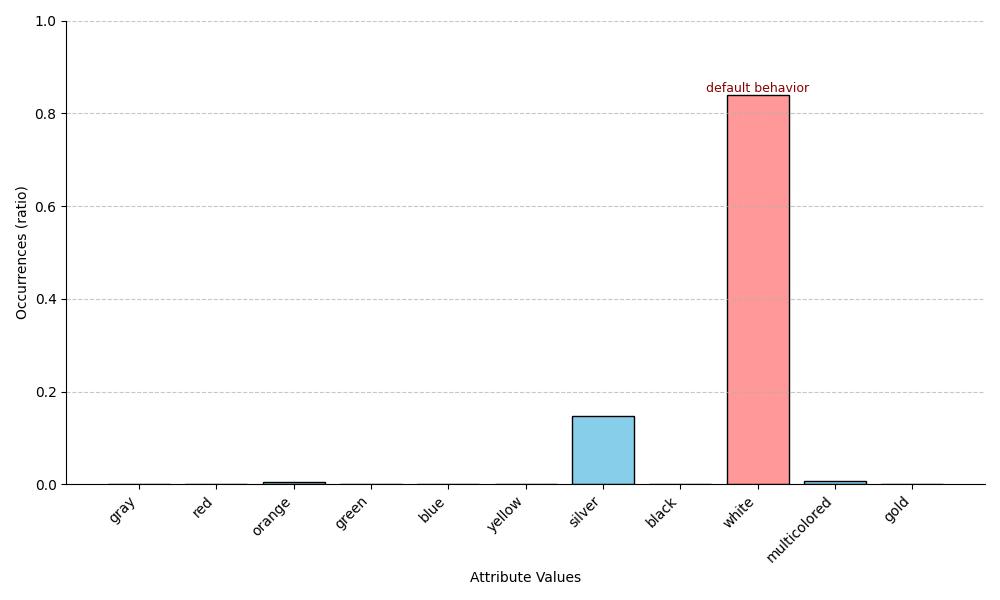 1.0
0.8
0.6
0.4
0.2
0.0
Occurrences (ratio)
default behavior
gray
red
orange
green
blue
yellow
silver
black
white
multicolored
gold
Attribute Values